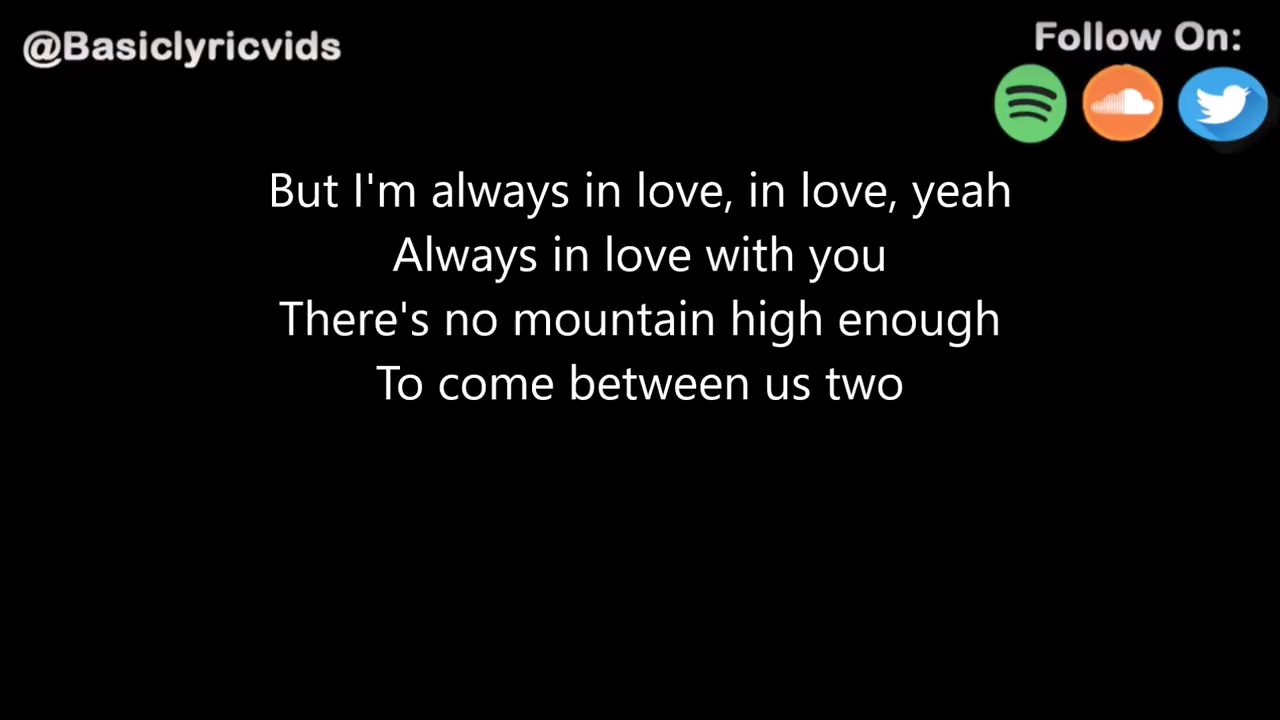 @Basiclyricvids
Follow On:
But I'm always in love, in love, yeah
Always in love with you
There's no mountain high enough
To come between us two